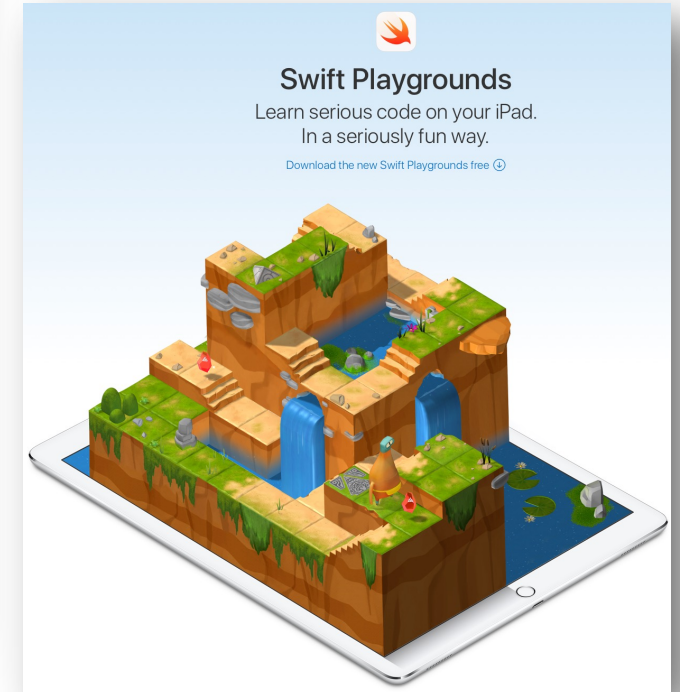 Swift Playgrounds
Learn serious code on your iPad.
In a seriously fun way.
Download the new Swift Playgrounds free